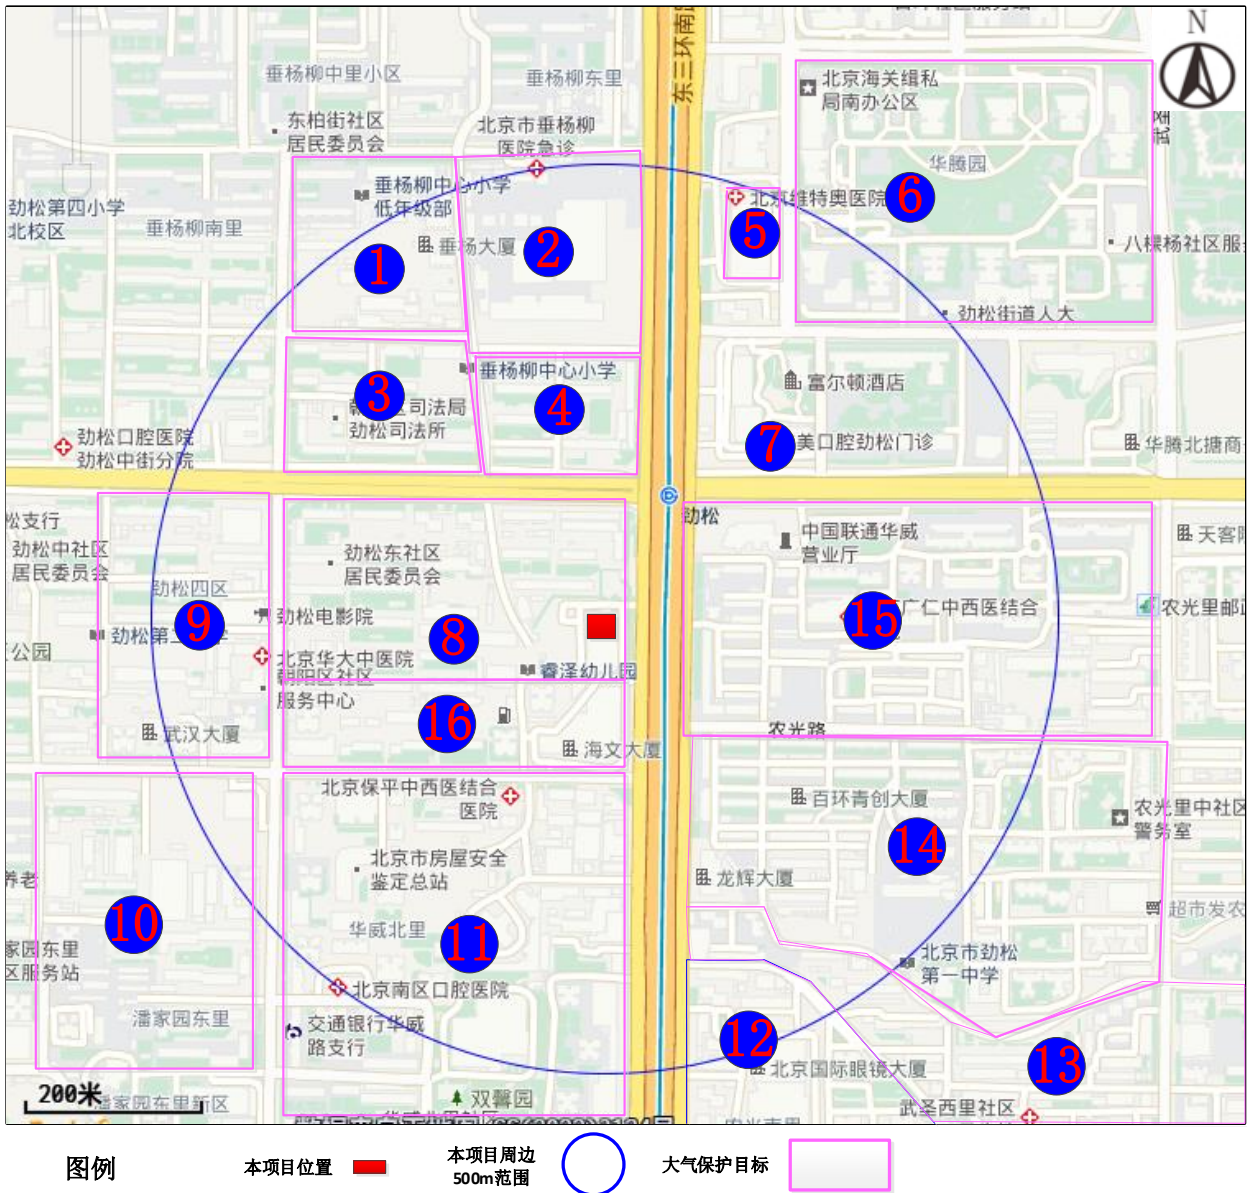 东三环南路
N
北京海关缉私
局南办公区
垂杨柳中里小区
垂杨柳东里
东柏街社区
居民委员会
北京市垂杨柳
医院急诊
华腾园
垂杨柳中心小学
低年级部
北京维特奥医院
6
劲松第四小学
北校区
垂杨柳南里
垂杨大厦
1
2
5
八棵杨社区服
劲松街道人大
垂杨柳中心小学
富尔顿酒店
3
4
司法局
劲松司法所
劲松口腔医院
劲松中街分院
7
美口腔劲松门诊
华腾北搪商
松支行
劲松
中国联通华威
营业厅
天客
劲松中社区
居民委员会
劲松东社区
居民委员会
劲松四区
劲松电影院
9
8
15
广仁中西医结合
农光里邮
劲松第
公园
北京华大中医院
朝阳区社区
服务中心
睿泽幼儿园
16
武汉大厦
海文大厦
农光路
北京保平中西医结合
医院
百环青创大厦
农光里中社区
警务室
14
北京市房屋安全
鉴定总站
龙辉大厦
养老
超市发农
10
华威北里
11
家园东里
区服务站
北京市劲松
第一中学
北京南区口腔医院
潘家园东里
交通银行华威
路支行
12
北京国际眼镜大厦
13
200米
潘家园东里新区
双馨园
武圣西里社区
图例
本项目位置
本项目周边
500m范围
大气保护目标